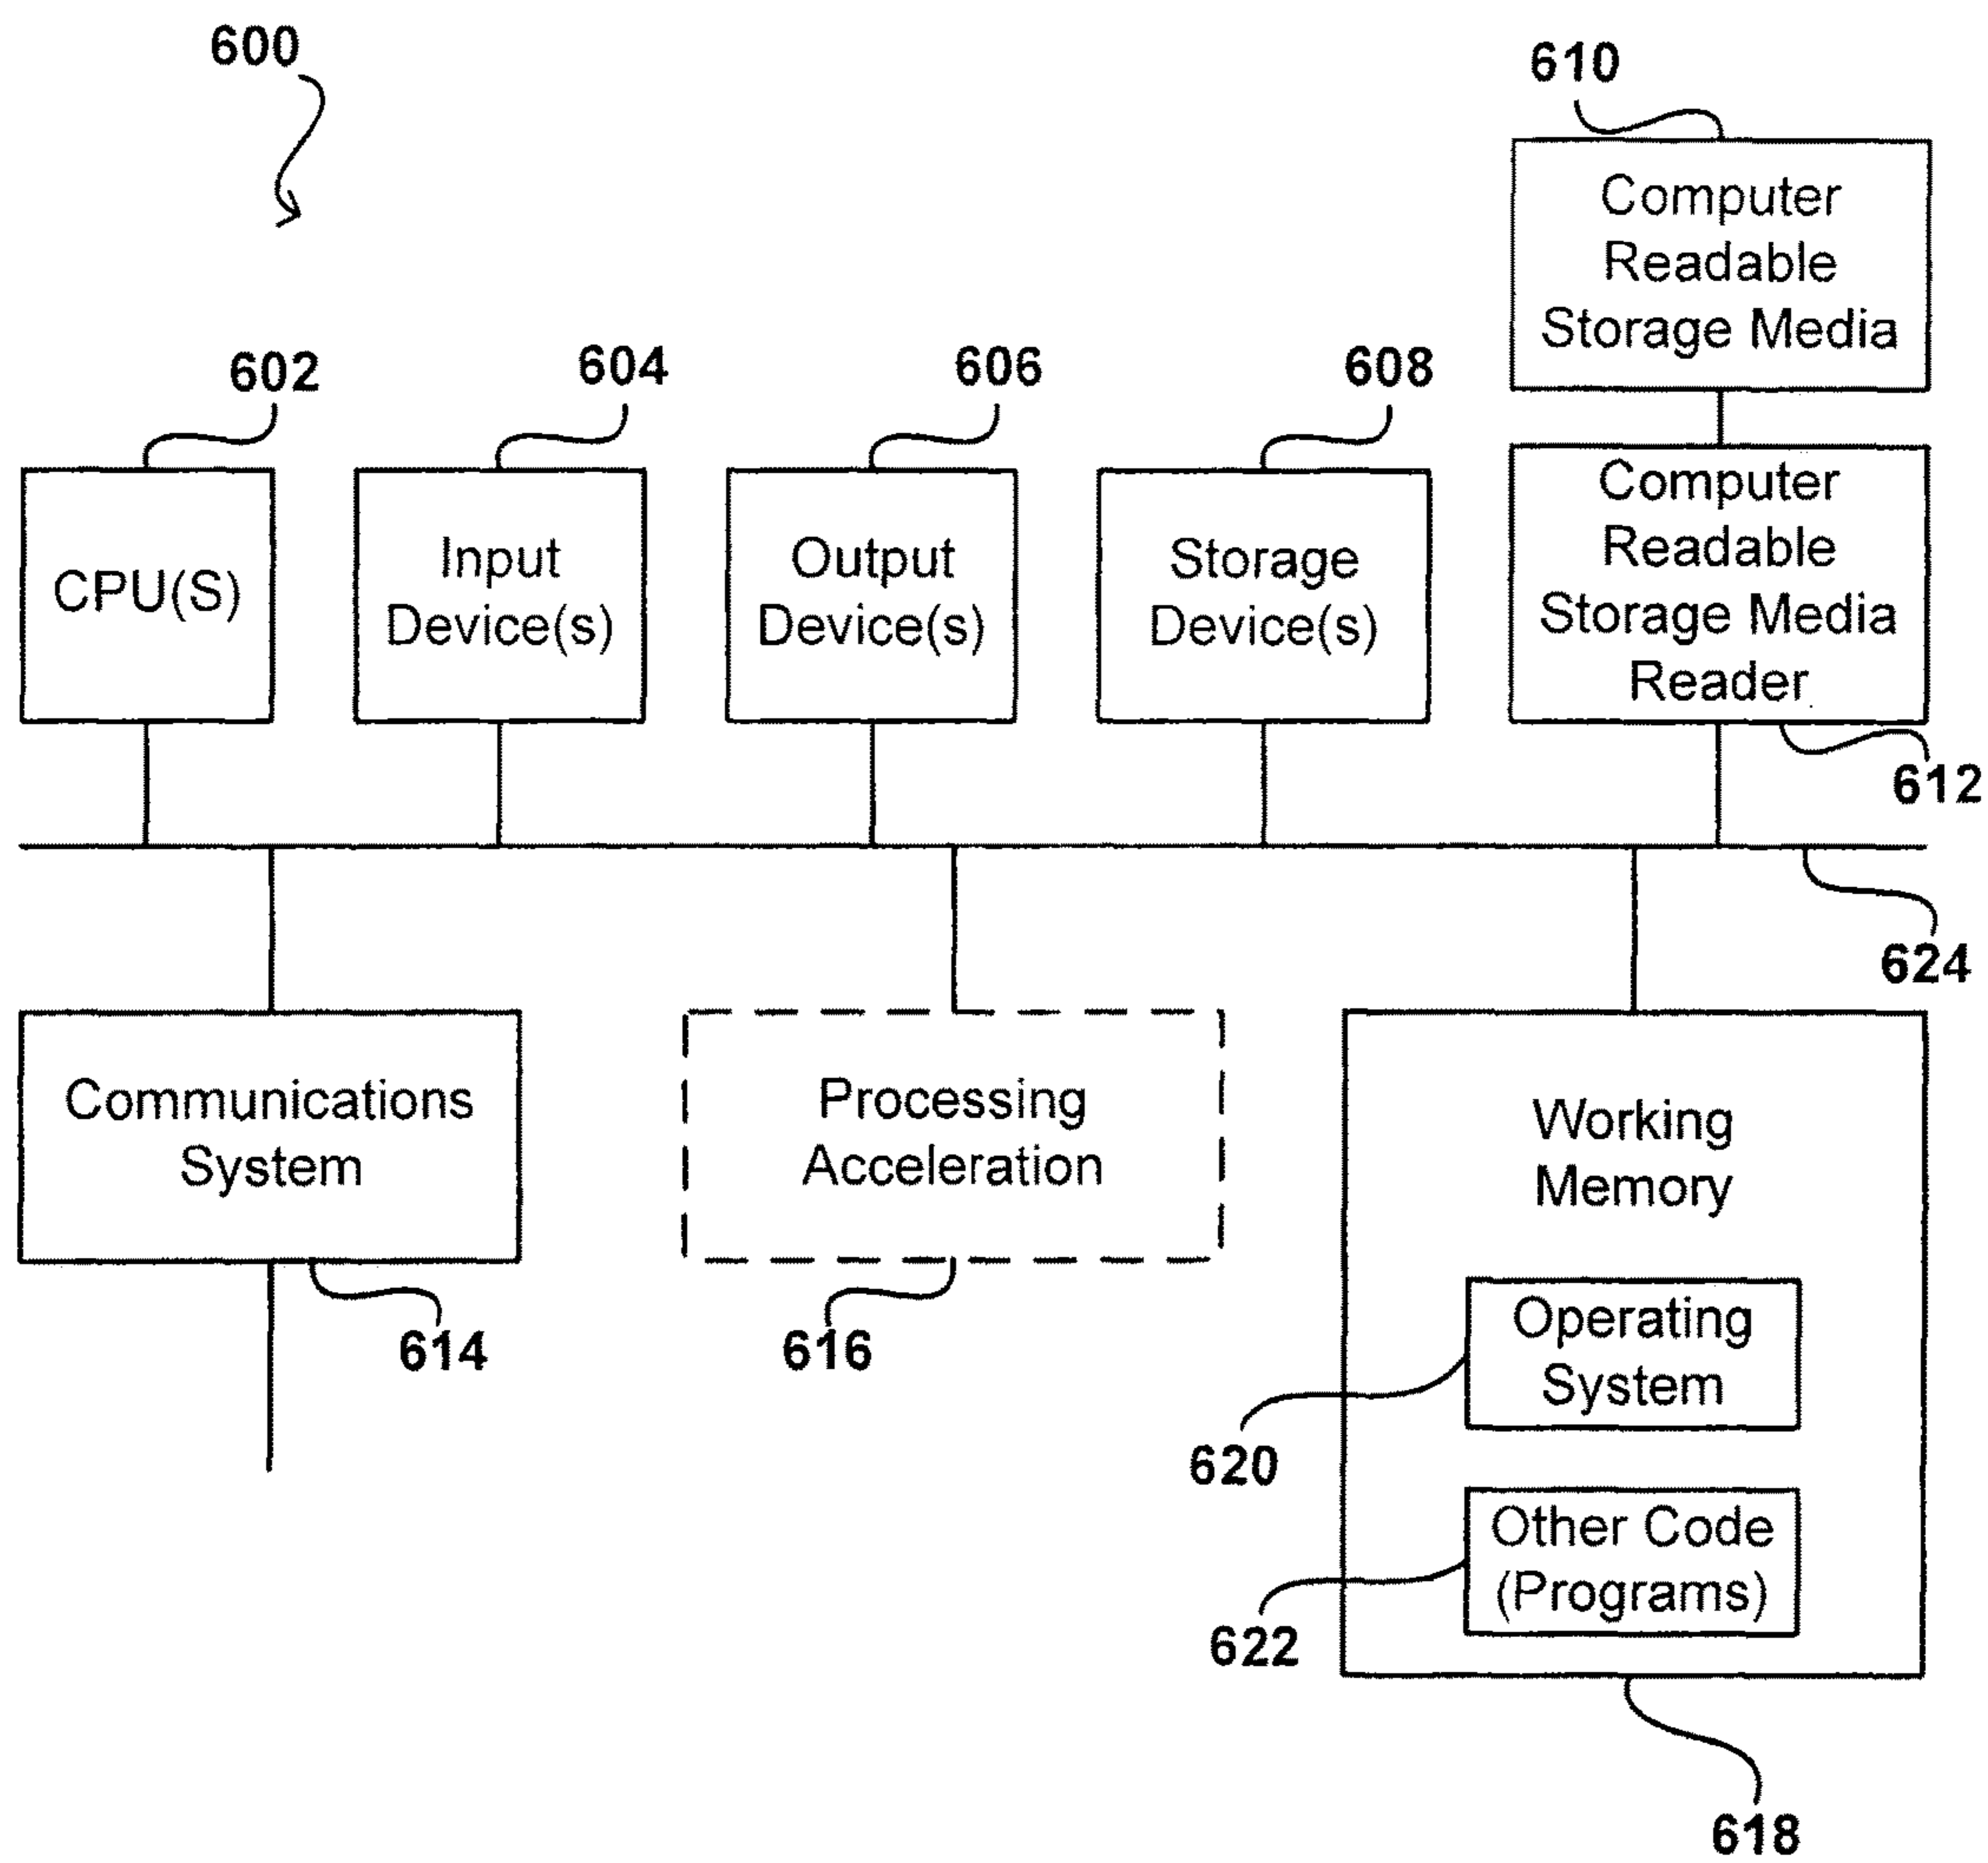 600
610
Computer
Readable
Storage Media
602
604
606
608
CPU(S)
Input
Device(s)
Output
Device(s)
Storage
Device(s)
Computer
Readable
Storage Media
Reader
612
624
Communications
System
614
Processing
Acceleration
616
Working
Memory
Operating
System
620
Other Code
(Programs)
622
618